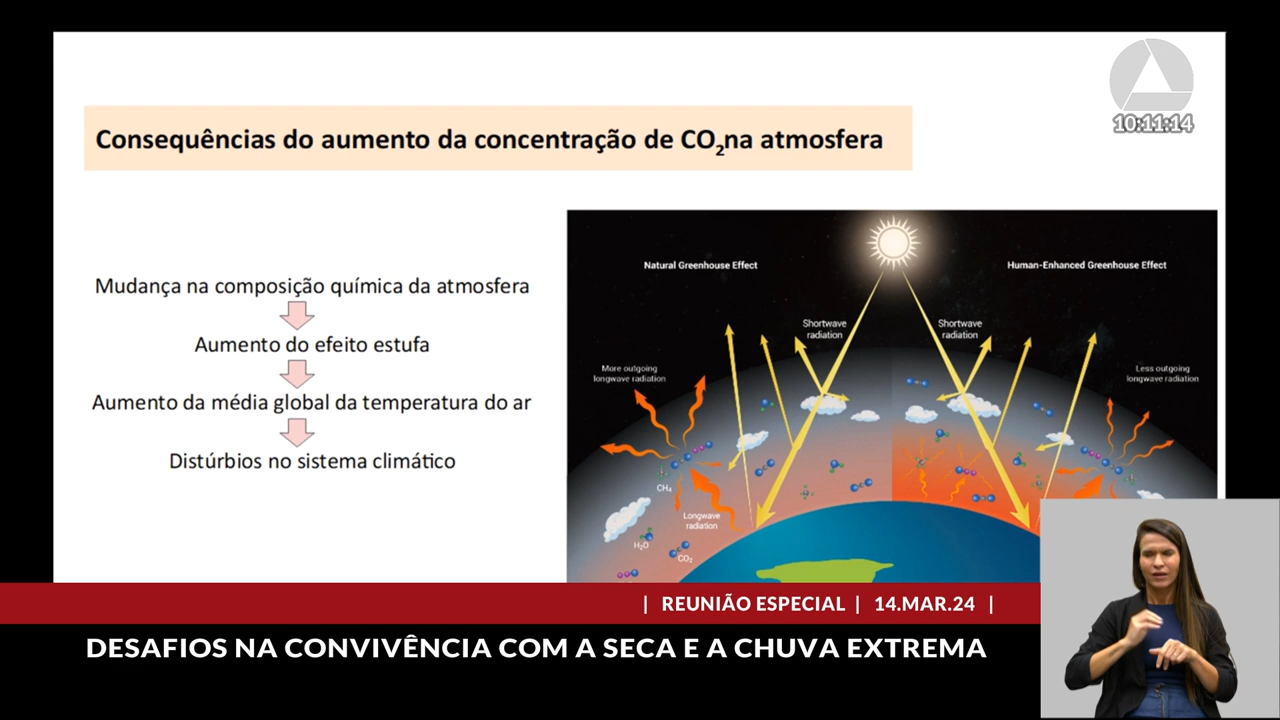 10:11:14
Consequências do aumento da concentração de CO₂na atmosfera
Mudança na composição química da atmosfera
Aumento do efeito estufa
Aumento da média global da temperatura do ar
Distúrbios no sistema climático
Natural Greenhouse Effect
Human-Enhanced Greenhouse Effect
Shortwave
radiation
Shortwave
radiation
More outgoing
longwave radiation
Less outgoing
longwave radiation
CH₄
Longwave
radiation
H₂O
CO₂
| REUNIÃO ESPECIAL | 14.MAR.24 |
DESAFIOS NA CONVIVÊNCIA COM A SECA E A CHUVA EXTREMA